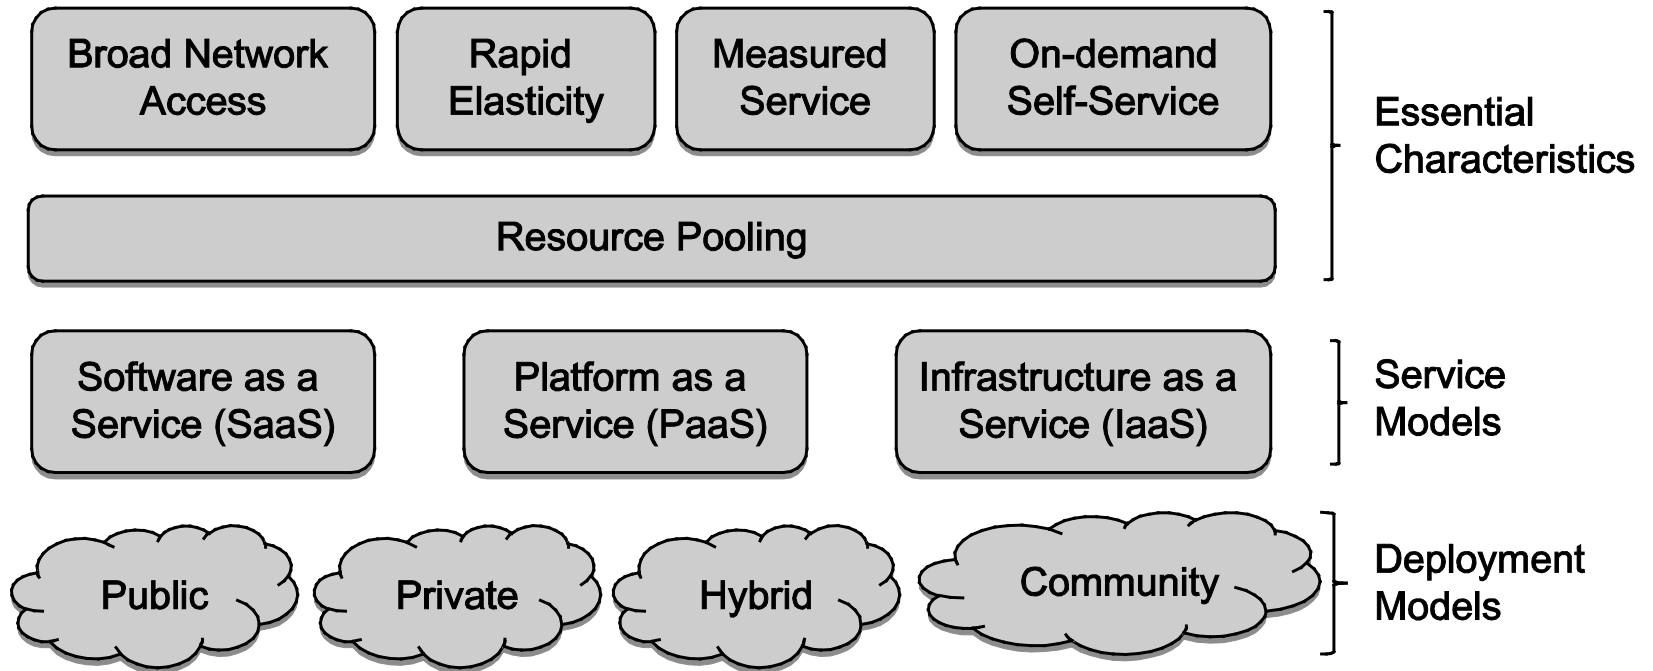 Broad Network
Access
Rapid
Elasticity
Measured
Service
On-demand
Self-Service
Essential
Characteristics
Resource Pooling
Software as a
Service (SaaS)
Platform as a
Service (PaaS)
Infrastructure as a
Service (IaaS)
Service
Models
Public
Private
Hybrid
Community
Deployment
Models